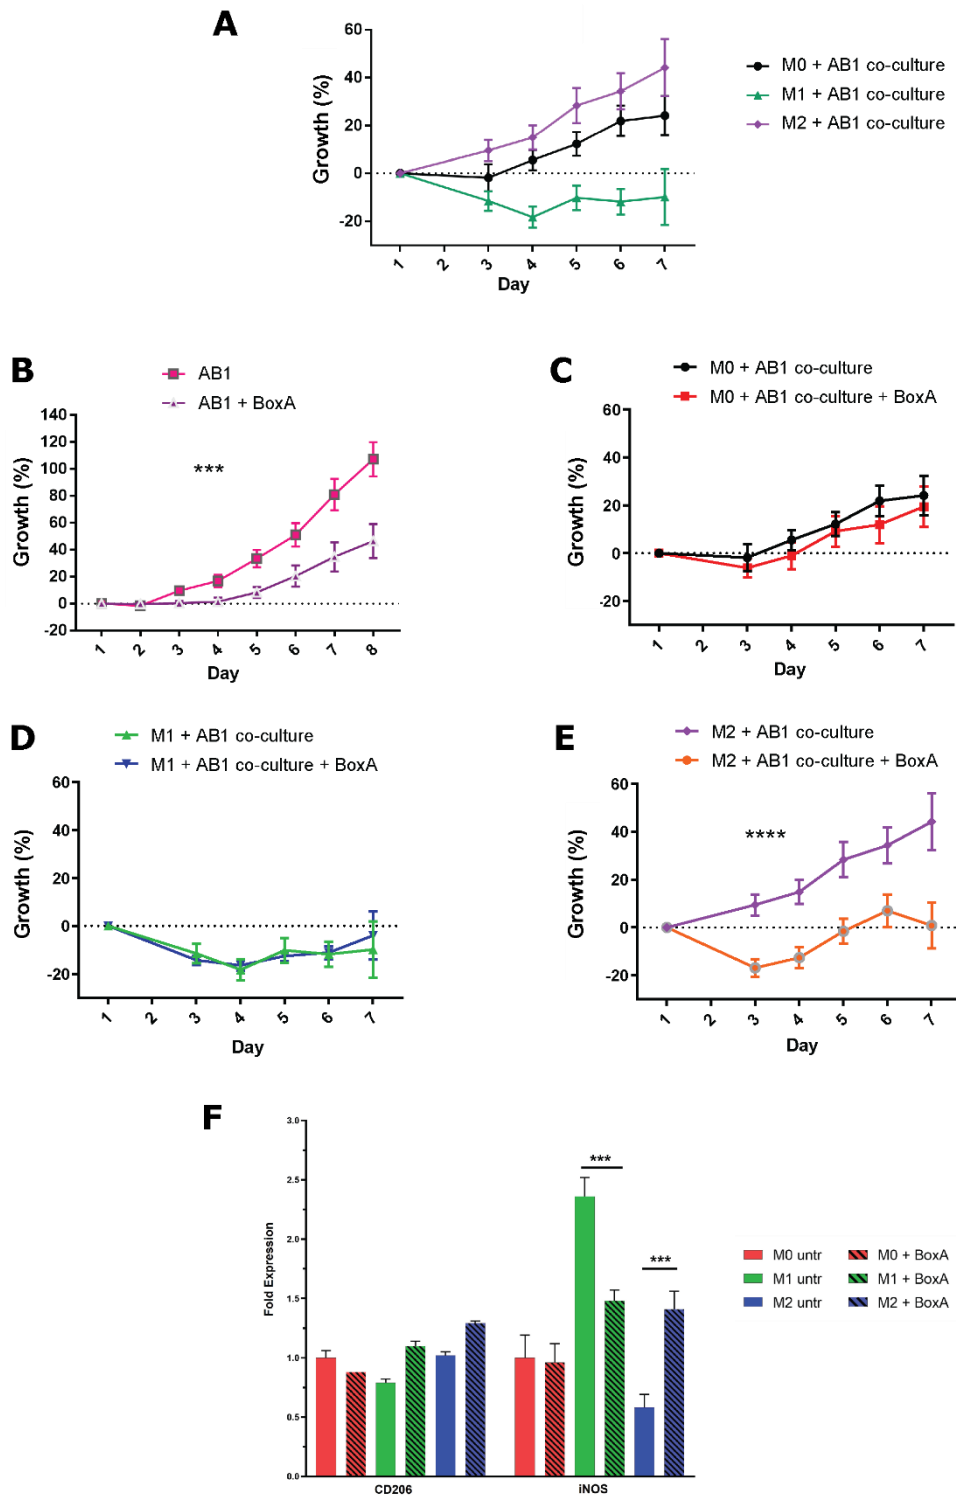 A
60
40
20
0
-20
Growth (%)
1 2 3 4 5 6 7
Day
M0 + AB1 co-culture
M1 + AB1 co-culture
M2 + AB1 co-culture
B
AB1
AB1 + BoxA
140
120
100
80
60
40
20
0
-20
Growth (%)
***
1 2 3 4 5 6 7 8
Day
C
M0 + AB1 co-culture
M0 + AB1 co-culture + BoxA
60
40
20
0
-20
Growth (%)
1 2 3 4 5 6 7
Day
D
M1 + AB1 co-culture
M1 + AB1 co-culture + BoxA
60
40
20
0
-20
Growth (%)
1 2 3 4 5 6 7
Day
E
M2 + AB1 co-culture
M2 + AB1 co-culture + BoxA
60
40
20
0
-20
Growth (%)
****
1 2 3 4 5 6 7
Day
F
3.0
2.5
2.0
1.5
1.0
0.5
0.0
Fold Expression
***
***
CD206 iNOS
M0 untr M0 + BoxA
M1 untr M1 + BoxA
M2 untr M2 + BoxA